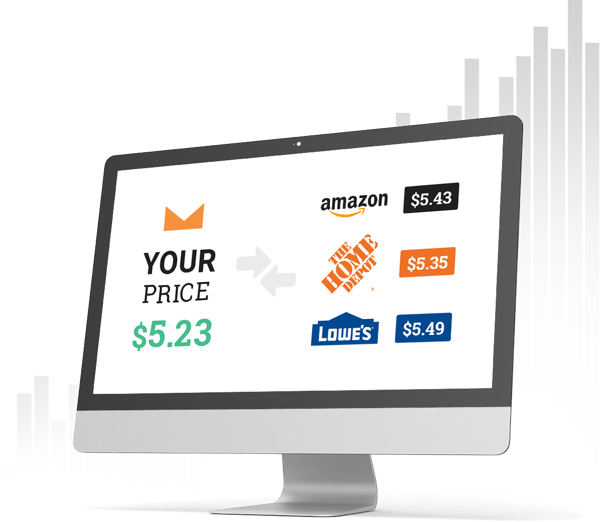 YOUR
PRICE
$5.23
amazon
$5.43
THE
HOME
DEPOT
$5.35
LOWE'S
$5.49